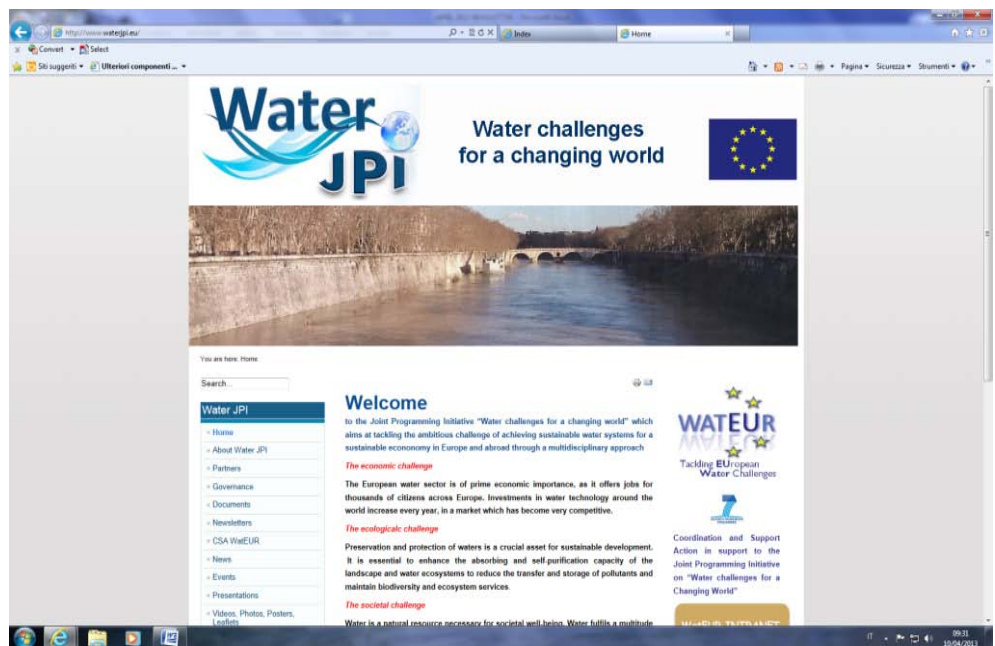 http://www.waterjpi.eu/
Index
Home
Convert
Select
Siti suggeriti
Ulteriori componenti ...
Pagina
Sicurezza
Strumenti
Water
JPI
Water challenges
for a changing world
You are here: Home
Search...
Water JPI
Home
About Water JPI
Partners
Governance
Documents
Newsletters
CSA WatEUR
News
Events
Presentations
Videos, Photos, Posters,
Leaflets
Welcome
to the Joint Programming Initiative “Water challenges for a changing world” which
aims at tackling the ambitious challenge of achieving sustainable water systems for a
sustainable econonomy in Europe and abroad through a multidisciplinary approach
The economic challenge
The European water sector is of prime economic importance, as it offers jobs for
thousands of citizens across Europe. Investments in water technology around the
world increase every year, in a market which has become very competitive.
The ecologicalc challenge
Preservation and protection of waters is a crucial asset for sustainable development.
It is essential to enhance the absorbing and self-purification capacity of the
landscape and water ecosystems to reduce the transfer and storage of pollutants and
maintain biodiversity and ecosystem services.
The societal challenge
Water is a natural resource necessary for societal well-being. Water fulfils a multitude
WATEUR
Tackling EUropean
Water Challenges
Coordination and Support
Action in support to the
Joint Programming Initiative
on “Water challenges for a
Changing World”
WatEUR INTRANET
IT
09:31
10/04/2013